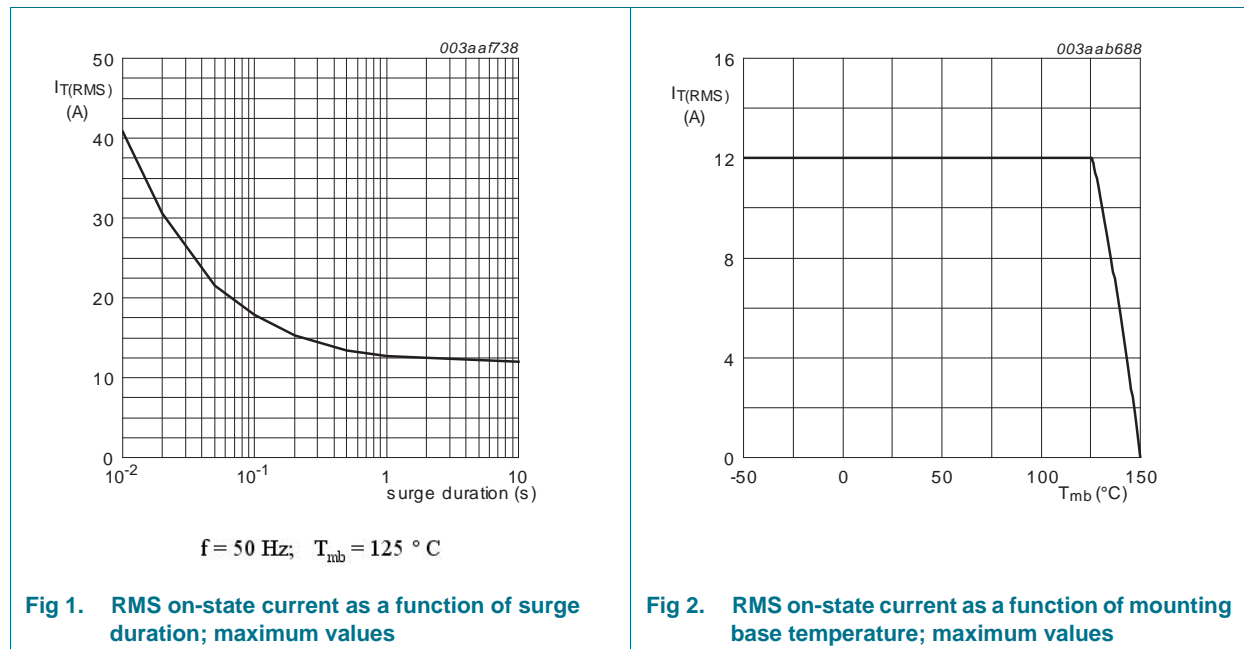 003aaf738
50
IT(RMS)
(A)
40
30
20
10
0
10-2
10-1
1
10
surge duration (s)
f = 50 Hz; Tmb = 125 ° C
Fig 1. RMS on-state current as a function of surge
duration; maximum values
003aab688
16
IT(RMS)
(A)
12
8
4
0
-50
0
50
100
150
Tmb (°C)
Fig 2. RMS on-state current as a function of mounting
base temperature; maximum values